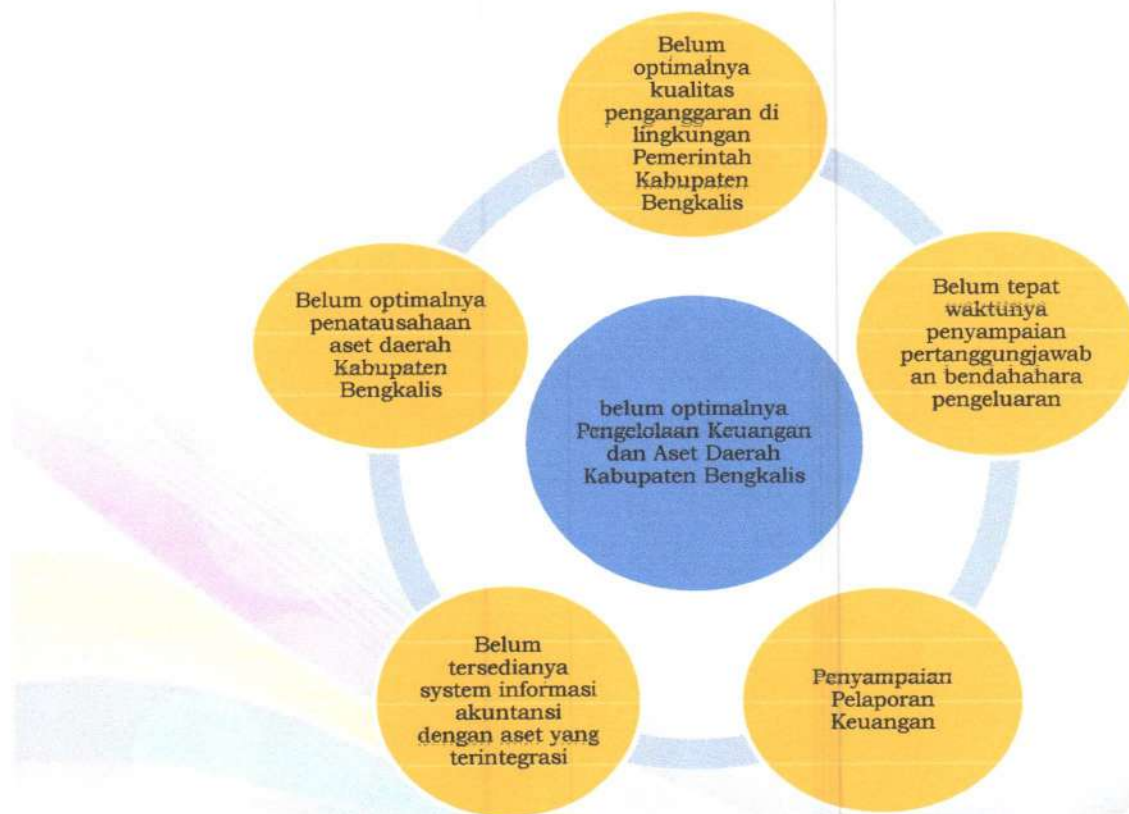 Belum
optimalnya
kualitas
penganggaran di
lingkungan
Pemerintah
Kabupaten
Bengkalis
Belum tepat
waktunya
penyampaian
pertanggungjawab
an bendahahara
pengeluaran
Penyampaian
Pelaporan
Keuangan
Belum
tersedianya
system informasi
akuntansi
dengan aset yang
terintegrasi
Belum optimalnya
penatausahaan
aset daerah
Kabupaten
Bengkalis
belum optimalnya
Pengelolaan Keuangan
dan Aset Daerah
Kabupaten Bengkalis